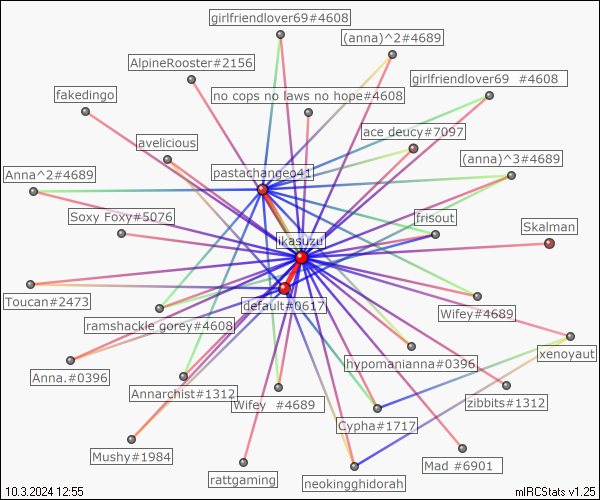 girlfriendlover69#4608
(anna)^2#4689
AlpineRooster#2156
girlfriendlover69 #4608
fakedingo
no cops no laws no hope#4608
ace deucy#7097
avelicious
(anna)^3#4689
Anna^2#4689
pastachangeo41
Soxy Foxy#5076
frisout
Skalman
ikasuzu
Toucan#2473
default#0617
Wifey#4689
ramshackle gorey#4608
xenoyaut
hypomanianna#0396
Anna.#0396
Annarchist#1312
Wifey #4689
zibbits#1312
Cypha#1717
Mushy#1984
Mad #6901
rattgaming
neokingghidorah
10.3.2024 12:55
mIRCStats v1.25